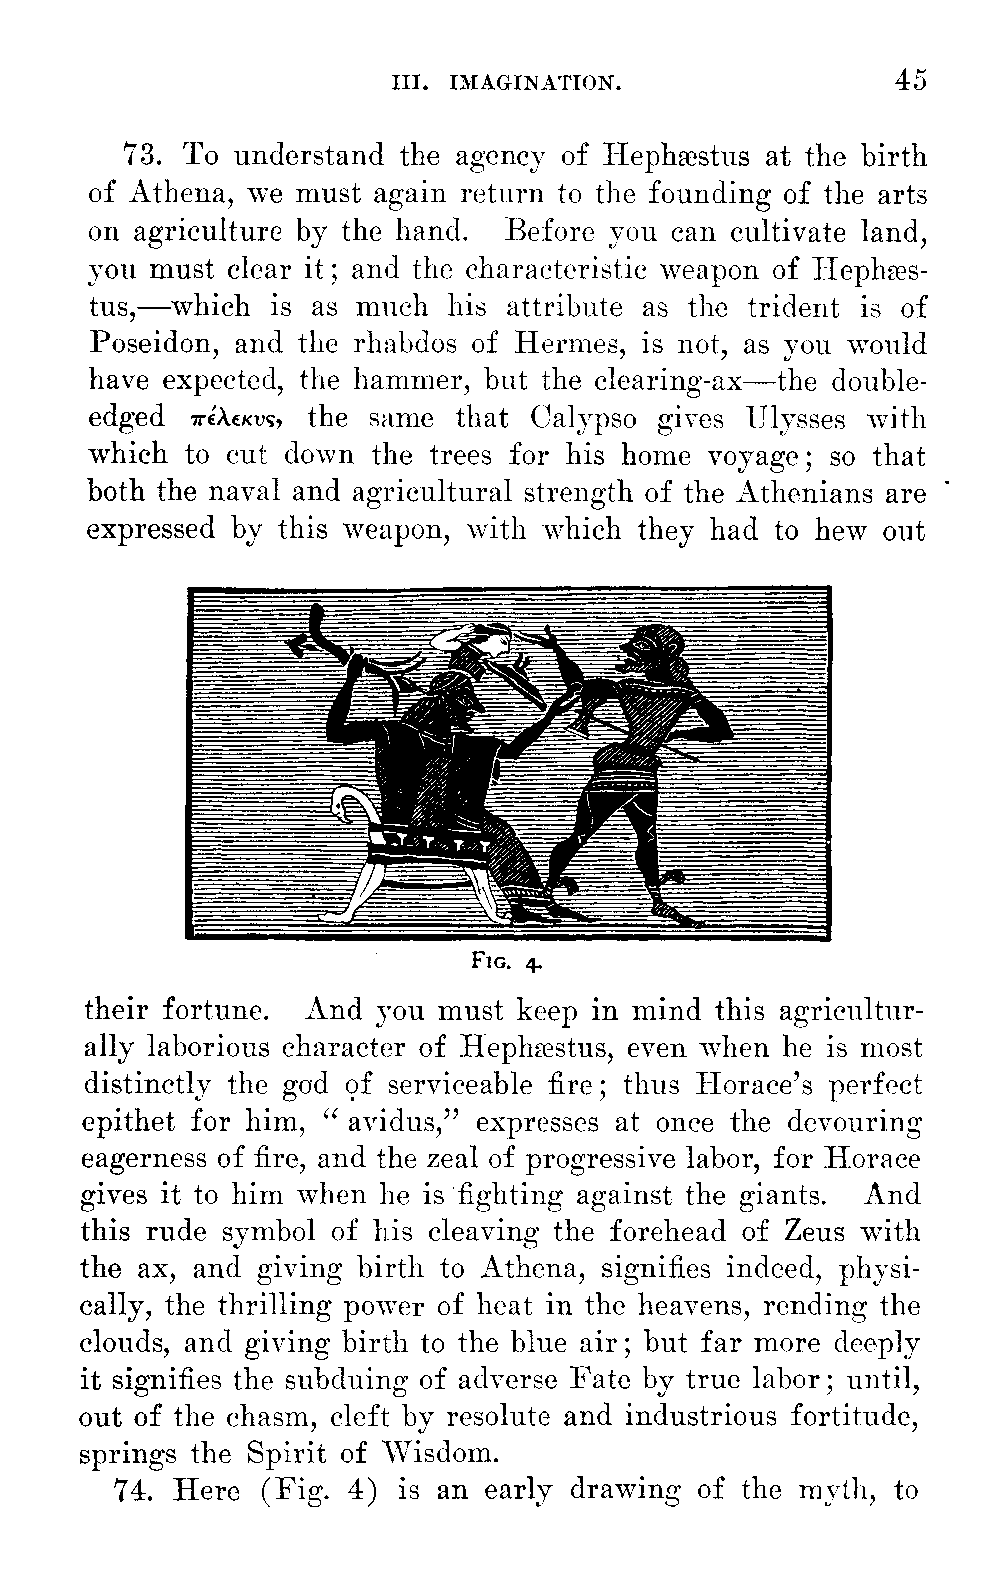 III. IMAGINATION. 45
73. To understand the agency of Hephæstus at the birth
of Athena, we must again return to the founding of the arts
on agriculture by the hand. Before you can cultivate land,
you must clear it; and the characteristic weapon of Hephæs-
tus,—which is as much his attribute as the trident is of
Poseidon, and the rhabdos of Hermes, is not, as you would
have expected, the hammer, but the clearing-ax—the double-
edged πέλεκυς, the same that Calypso gives Ulysses with
which to cut down the trees for his home voyage; so that
both the naval and agricultural strength of the Athenians are
expressed by this weapon, with which they had to hew out
FIG. 4.
their fortune. And you must keep in mind this agricultur-
ally laborious character of Hephæstus, even when he is most
distinctly the god of serviceable fire; thus Horace's perfect
epithet for him, "avidus," expresses at once the devouring
eagerness of fire, and the zeal of progressive labor, for Horace
gives it to him when he is fighting against the giants. And
this rude symbol of his cleaving the forehead of Zeus with
the ax, and giving birth to Athena, signifies indeed, physi-
cally, the thrilling power of heat in the heavens, rending the
clouds, and giving birth to the blue air; but far more deeply
it signifies the subduing of adverse Fate by true labor; until,
out of the chasm, cleft by resolute and industrious fortitude,
springs the Spirit of Wisdom.
74. Here (Fig. 4) is an early drawing of the myth, to